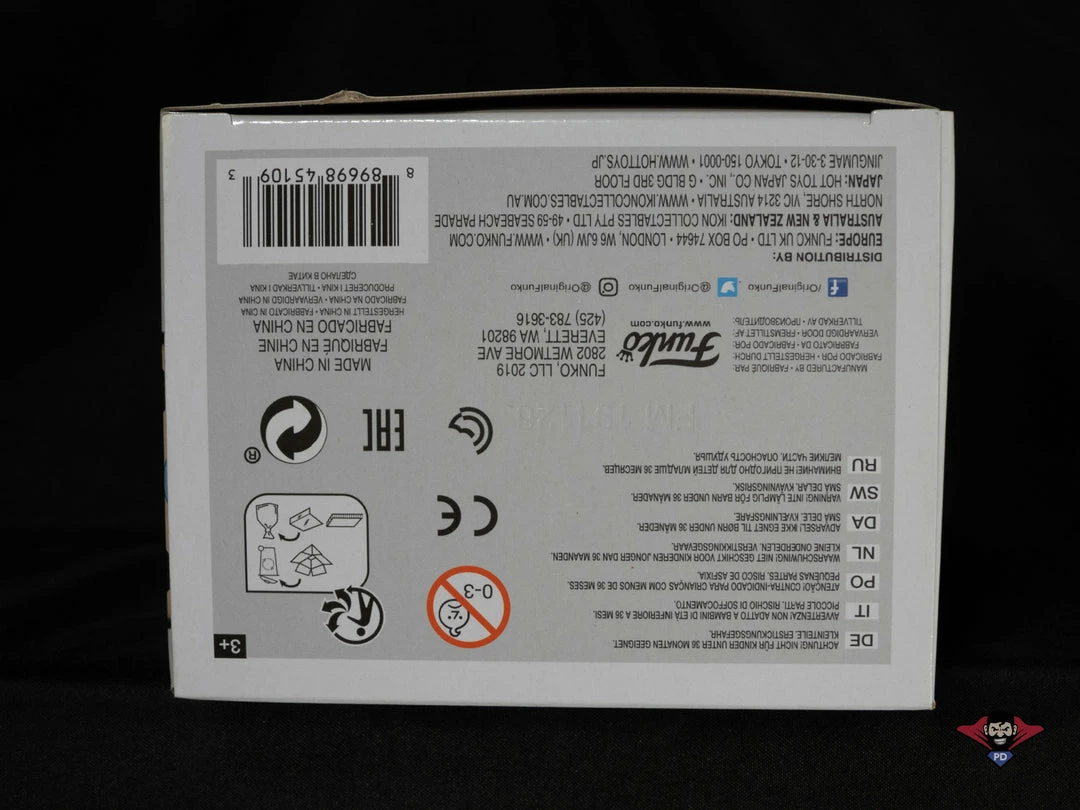 3+
DE
ACHTUNG! NICHT FÜR KINDER UNTER 36 MONATEN GEEIGNET.
KLEINTEILE. ERSTICKUNGSGEFAHR.
IT
AVVERTENZA! NON ADATTO A BAMBINI DI ETÀ INFERIORE A 36 MESI.
PICCOLE PARTI. RISCHIO DI SOFFOCAMENTO.
PO
ATENÇÃO! CONTRA-INDICADO PARA CRIANÇAS COM MENOS DE 36 MESES.
PEQUENAS PARTES. RISCO DE ASFIXIA.
NL
WAARSCHUWING! NIET GESCHIKT VOOR KINDEREN JONGER DAN 36 MAANDEN
KLEINE ONDERDELEN. VERSTIKKINGSGEVAAR.
DA
ADVARSEL! IKKE EGNET TIL BØRN UNDER 36 MÅNEDER.
SMÅ DELE. KVÆLNINGSFARE.
SW
VARNING! INTE LÄMPLIG FÖR BARN UNDER 36 MÅNADER.
SMÅ DELAR. KVÄVNINGSRISK.
RU
ВНИМАНИЕ! НЕ ПРИГОДНО ДЛЯ ДЕТЕЙ МЛАДШЕ 36 МЕСЯЦЕВ.
МЕЛКИЕ ЧАСТИ. ОПАСНОСТЬ УДУШЬЯ.
0-3
CE
EAC
®
MANUFACTURED BY • FABRIQUÉ PAR:
FABRICADO POR • HERGESTELLT DURCH:
FABRICATO DA • FABRICADO POR:
VERVAARDIGD DOOR • FREMSTILLET AF:
TILLVERKAD AV • ПРОИЗВОДИТЕЛЬ:
Funko
www.funko.com
FUNKO, LLC 2019
2802 WETMORE AVE
EVERETT, WA 98201
(425) 783-3616
MADE IN CHINA
FABRIQUÉ EN CHINE
FABRICADO EN CHINA
HERGESTELLT IN CHINA • FABBRICATO IN CHINA
FABRICADO NA CHINA • VERVAARDIGD IN CHINA
PRODUCERET I KINA • TILLVERKAD I KINA
СДЕЛАНО В КИТАЕ
/OriginalFunko
@OriginalFunko
@OriginalFunko
DISTRIBUTION BY:
EUROPE: FUNKO UK LTD • PO BOX 74644 • LONDON, W6 6JW (UK) • WWW.FUNKO.COM
AUSTRALIA & NEW ZEALAND: IKON COLLECTABLES PTY LTD • 49-59 SEABEACH PARADE
NORTH SHORE, VIC 3214 AUSTRALIA • WWW.IKONCOLLECTABLES.COM.AU
JAPAN: HOT TOYS JAPAN CO., INC. • G BLDG 3RD FLOOR
JINGUMAE 3-30-12 • TOKYO 150-0001 • WWW.HOTTOYS.JP
8 89698 45109 3
PD